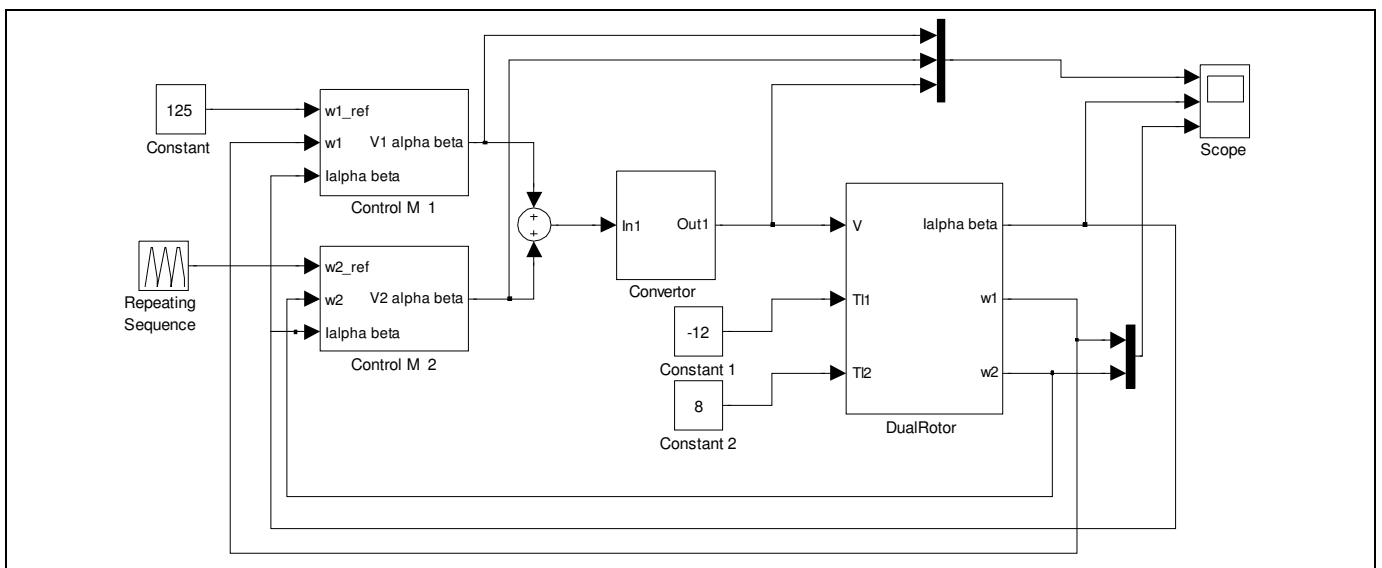 125
Constant
w1_ref
w1
V1 alpha beta
Ialpha beta
Control M 1
Repeating
Sequence
w2_ref
w2
V2 alpha beta
Ialpha beta
Control M 2
+
+
In1
Out1
Convertor
-12
Constant 1
8
Constant 2
V
Ialpha beta
Tl1
w1
Tl2
w2
DualRotor
Scope